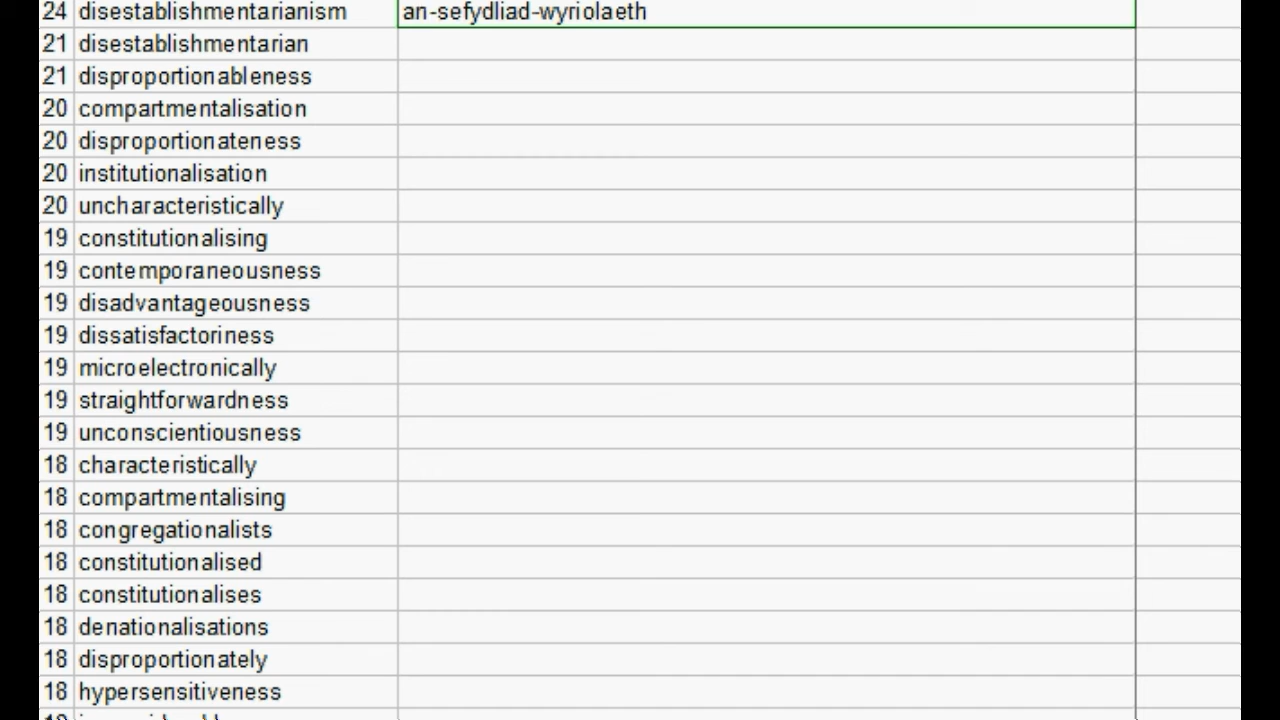 24 disestablishmentarianism an-sefydliad-wyriolaeth
21 disestablishmentarian
21 disproportionableness
20 compartmentalisation
20 disproportionateness
20 institutionalisation
20 uncharacteristically
19 constitutionalising
19 contemporaneousness
19 disadvantageousness
19 dissatisfactoriness
19 microelectronically
19 straightforwardness
19 unconscientiousness
18 characteristically
18 compartmentalising
18 congregationalists
18 constitutionalised
18 constitutionalises
18 denationalisations
18 disproportionately
18 hypersensitiveness